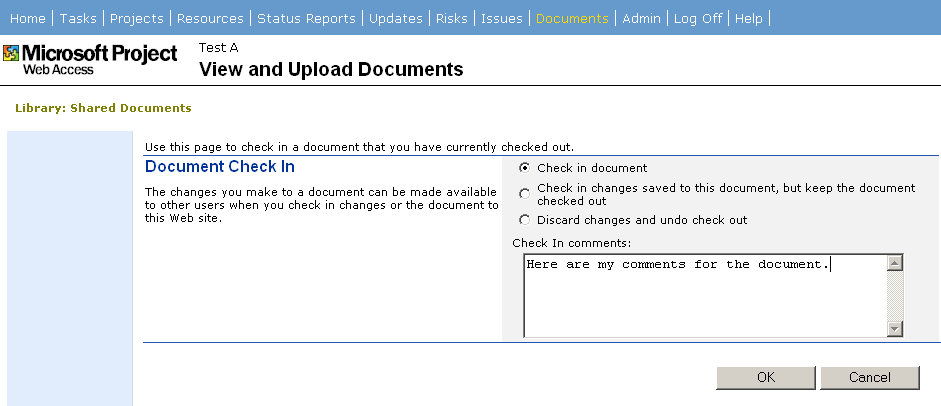 Home | Tasks | Projects | Resources | Status Reports | Updates | Risks | Issues | Documents | Admin | Log Off | Help |
Microsoft Project
Web Access
Test A
View and Upload Documents
Library: Shared Documents
Use this page to check in a document that you have currently checked out.
Document Check In
The changes you make to a document can be made available
to other users when you check in changes or the document to
this Web site.
Check in document
Check in changes saved to this document, but keep the document
checked out
Discard changes and undo check out
Check In comments:
Here are my comments for the document.
OK
Cancel